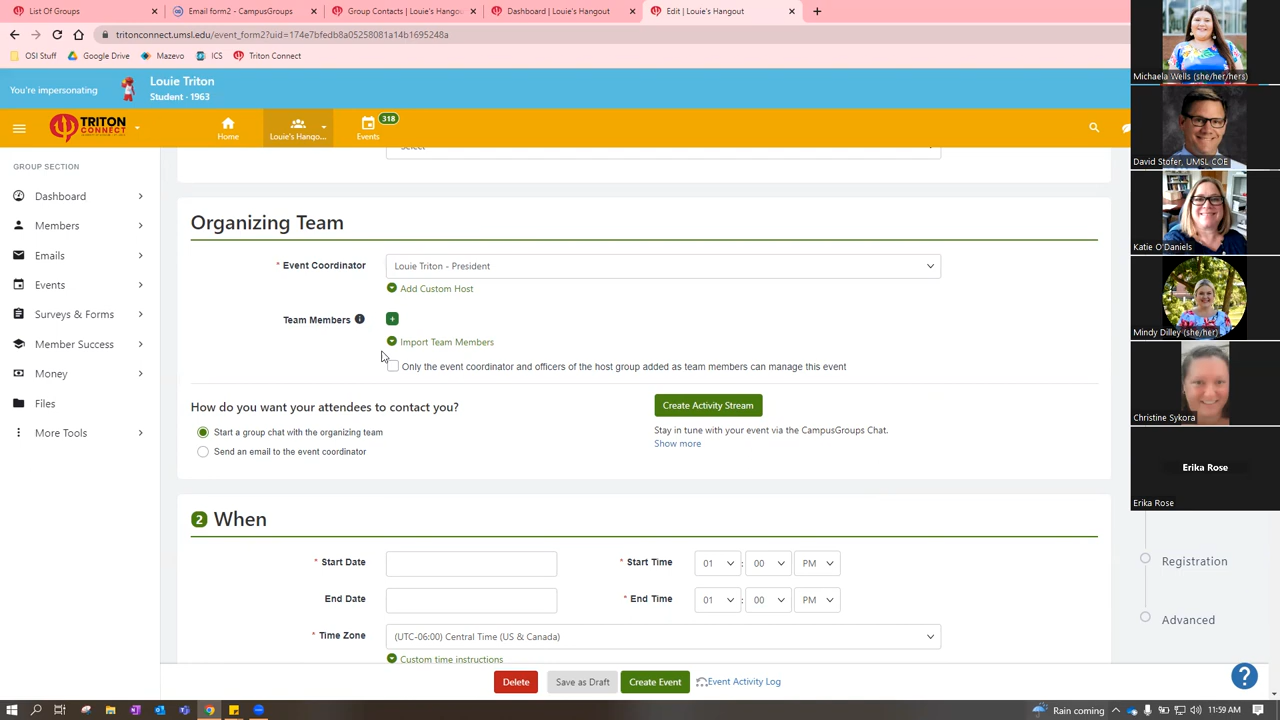 List Of Groups
Email form2 - CampusGroups
Group Contacts | Louie's Hangou
Dashboard | Louie's Hangout
Edit | Louie's Hangout
tritonconnect.umsl.edu/event_form2?uid=174e7bfedb8a05258081a14b1695248a
OSI Stuff
Google Drive
Mazevo
ICS
Triton Connect
You're impersonating
Louie Triton
Student - 1963
TRITON
CONNECT
Home
Louie's Hango...
Events
318
GROUP SECTION
Dashboard
Members
Emails
Events
Surveys & Forms
Member Success
Money
Files
More Tools
Organizing Team
* Event Coordinator
Louie Triton - President
Add Custom Host
Team Members
Import Team Members
Only the event coordinator and officers of the host group added as team members can manage this event
How do you want your attendees to contact you?
Start a group chat with the organizing team
Send an email to the event coordinator
Create Activity Stream
Stay in tune with your event via the CampusGroups Chat.
Show more
2 When
* Start Date
* Start Time
01 : 00 PM
End Date
* End Time
01 : 00 PM
* Time Zone
(UTC-06:00) Central Time (US & Canada)
Custom time instructions
Delete
Save as Draft
Create Event
Event Activity Log
Registration
Advanced
Michaela Wells (she/her/hers)
David Stofer, UMSL COE
Katie O'Daniels
Mindy Dilley (she/her)
Christine Sykora
Erika Rose
Erika Rose
Rain coming
11:59 AM